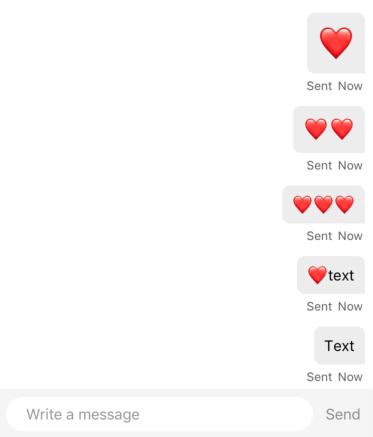 ❤️
Sent Now
❤️❤️
Sent Now
❤️❤️❤️
Sent Now
❤️text
Sent Now
Text
Sent Now
Write a message Send